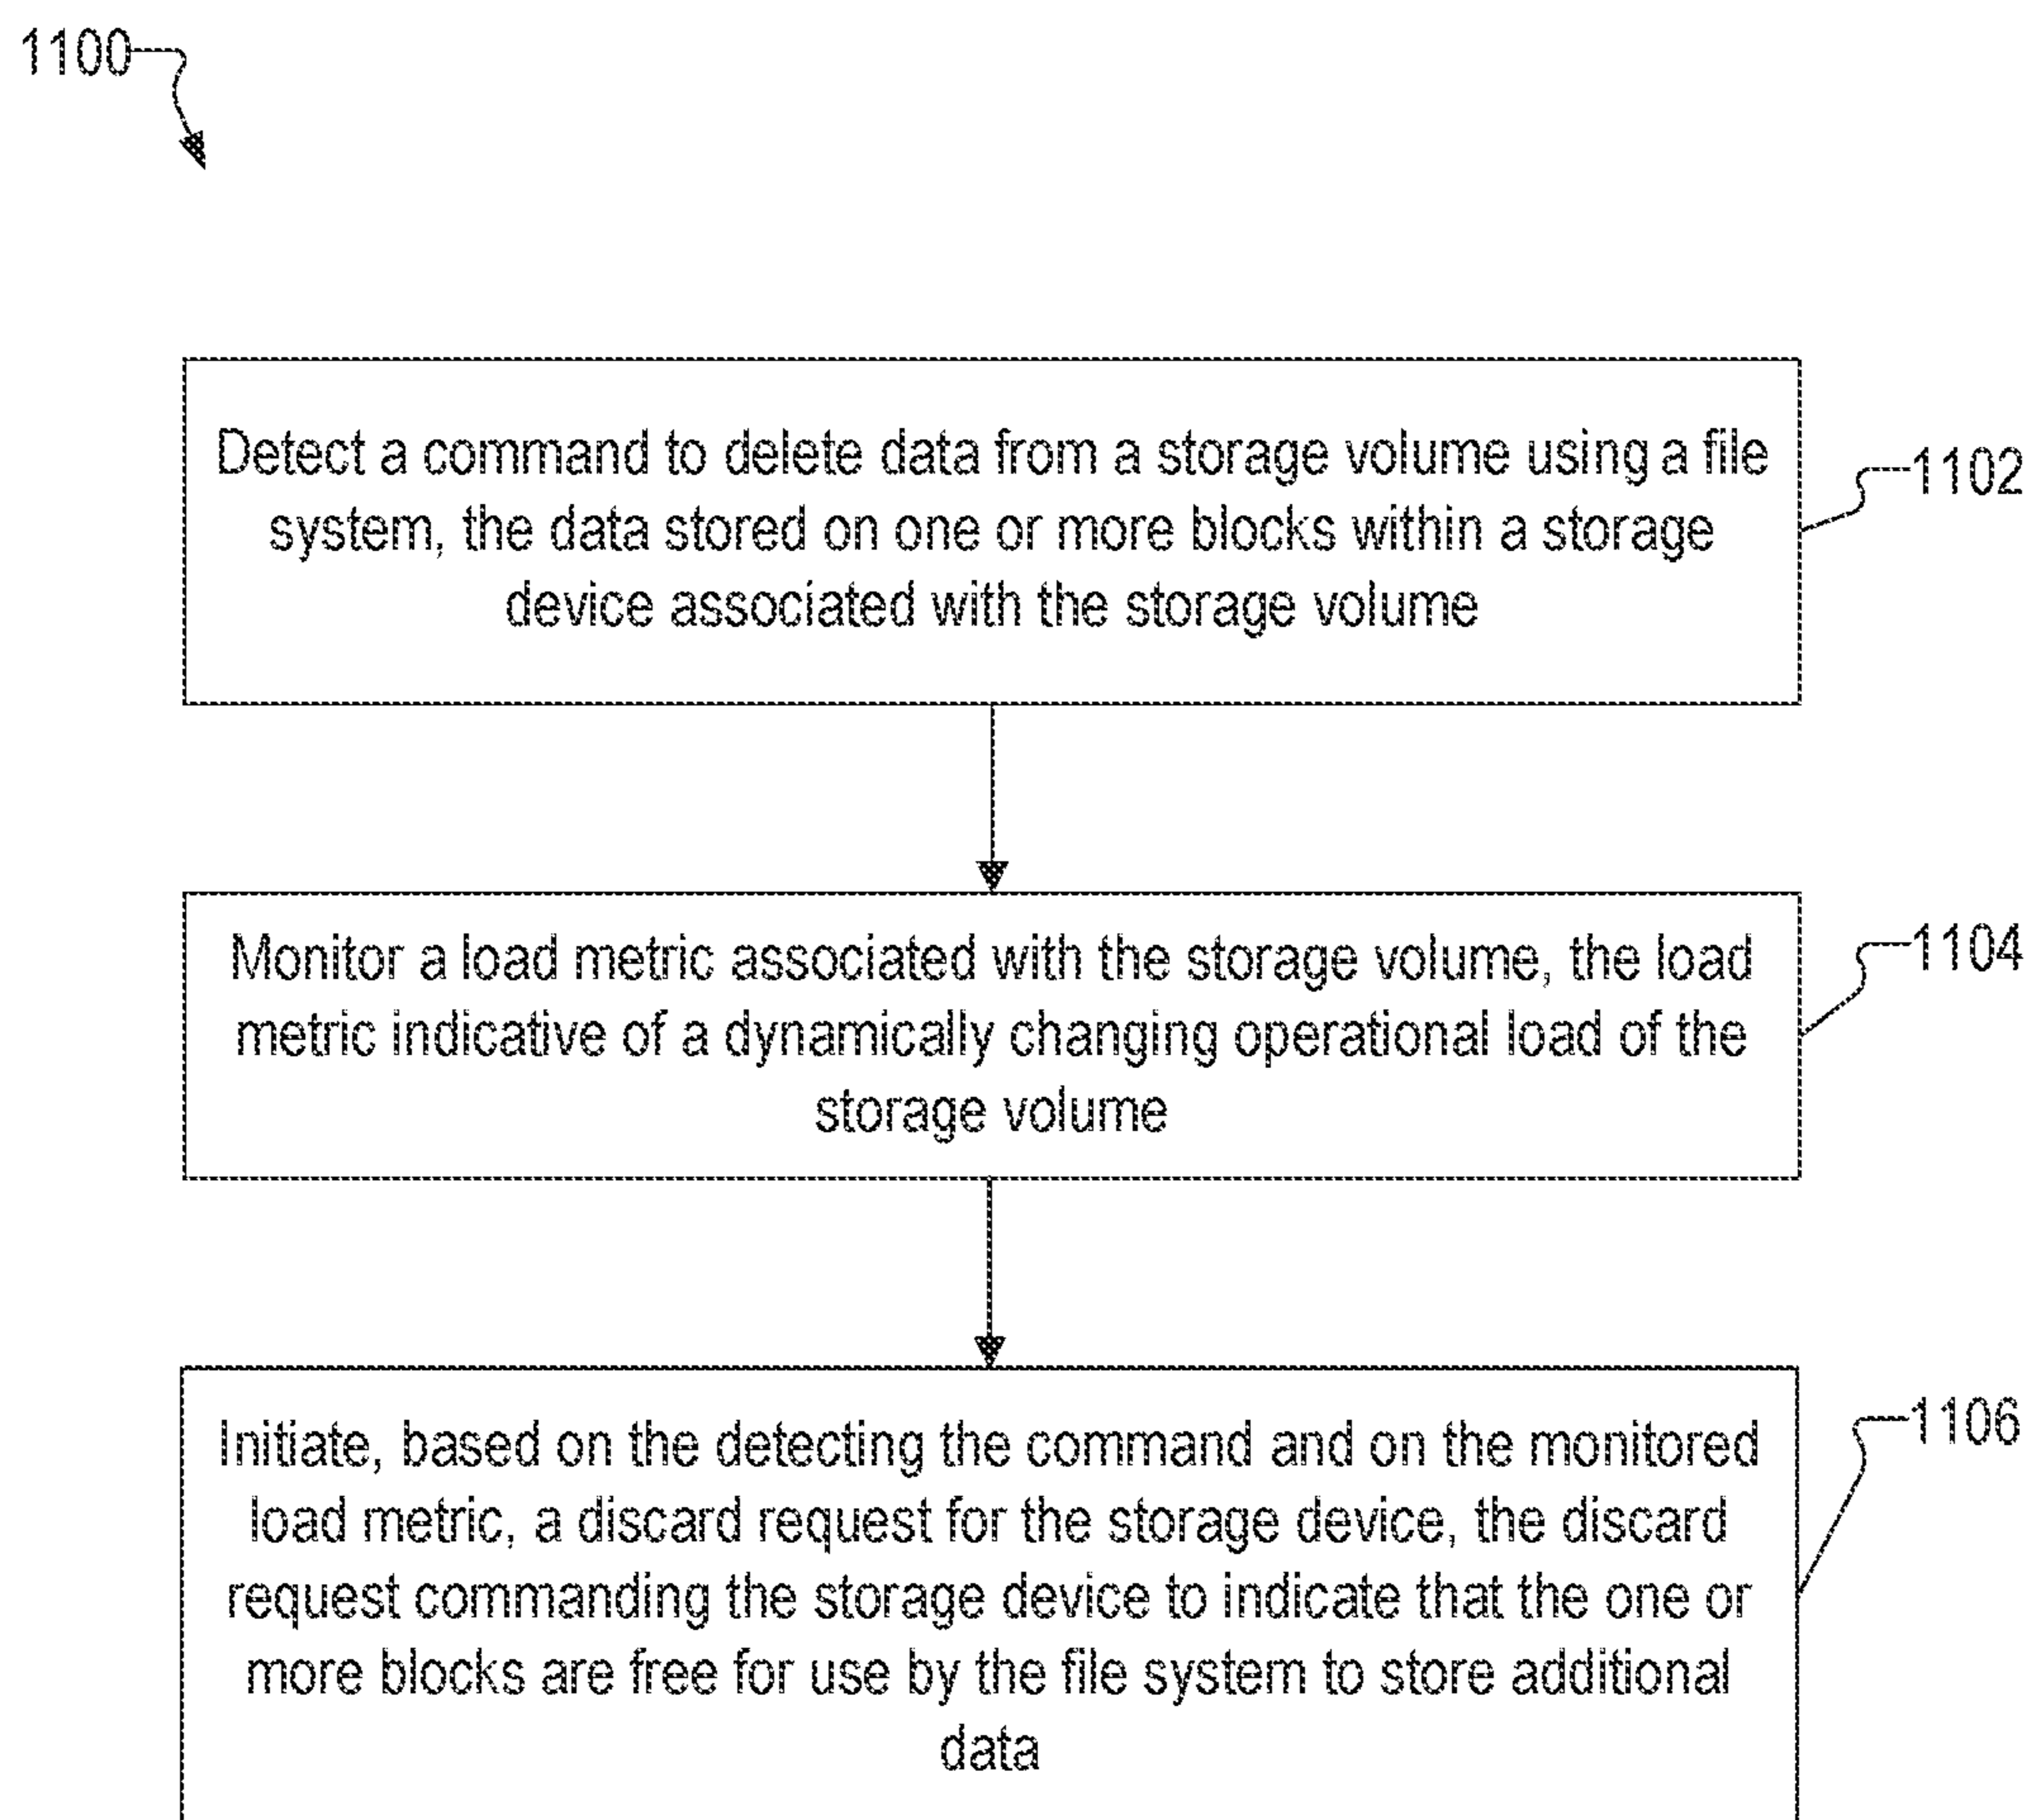 1100
Detect a command to delete data from a storage volume using a file
system, the data stored on one or more blocks within a storage
device associated with the storage volume
1102
Monitor a load metric associated with the storage volume, the load
metric indicative of a dynamically changing operational load of the
storage volume
1104
Initiate, based on the detecting the command and on the monitored
load metric, a discard request for the storage device, the discard
request commanding the storage device to indicate that the one or
more blocks are free for use by the file system to store additional
data
1106